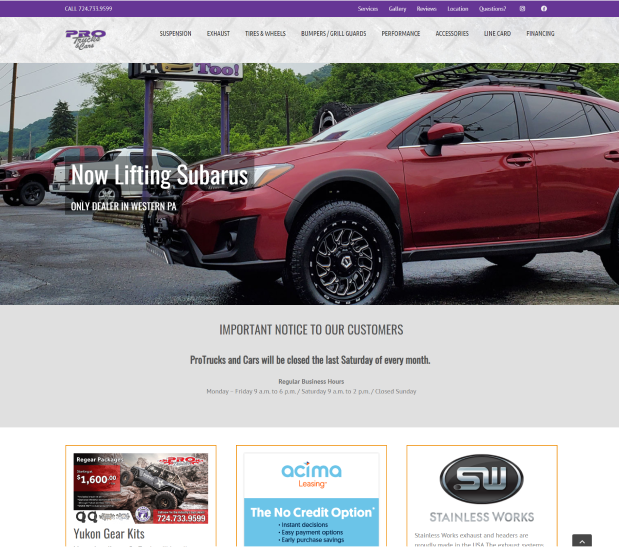 CALL 724.733.9599
Services Gallery Reviews Location Questions?
PRO
Trucks
&Cars
SUSPENSION EXHAUST TIRES & WHEELS BUMPERS / GRILL GUARDS PERFORMANCE ACCESSORIES LINE CARD FINANCING
Too!
Now Lifting Subarus
ONLY DEALER IN WESTERN PA
IMPORTANT NOTICE TO OUR CUSTOMERS
ProTrucks and Cars will be closed the last Saturday of every month.
Regular Business Hours
Monday – Friday 9 a.m. to 6 p.m. / Saturday 9 a.m. to 2 p.m. / Closed Sunday
Regear Packages
Starting at
$1,600.00
PRO
724.733.9599
Yukon Gear Kits
acima
Leasing
The No Credit Option
• Instant decisions
• Easy payment options
• Early purchase savings
SW
STAINLESS WORKS
Stainless Works exhaust and headers are
proudly made in the USA. The exhaust systems